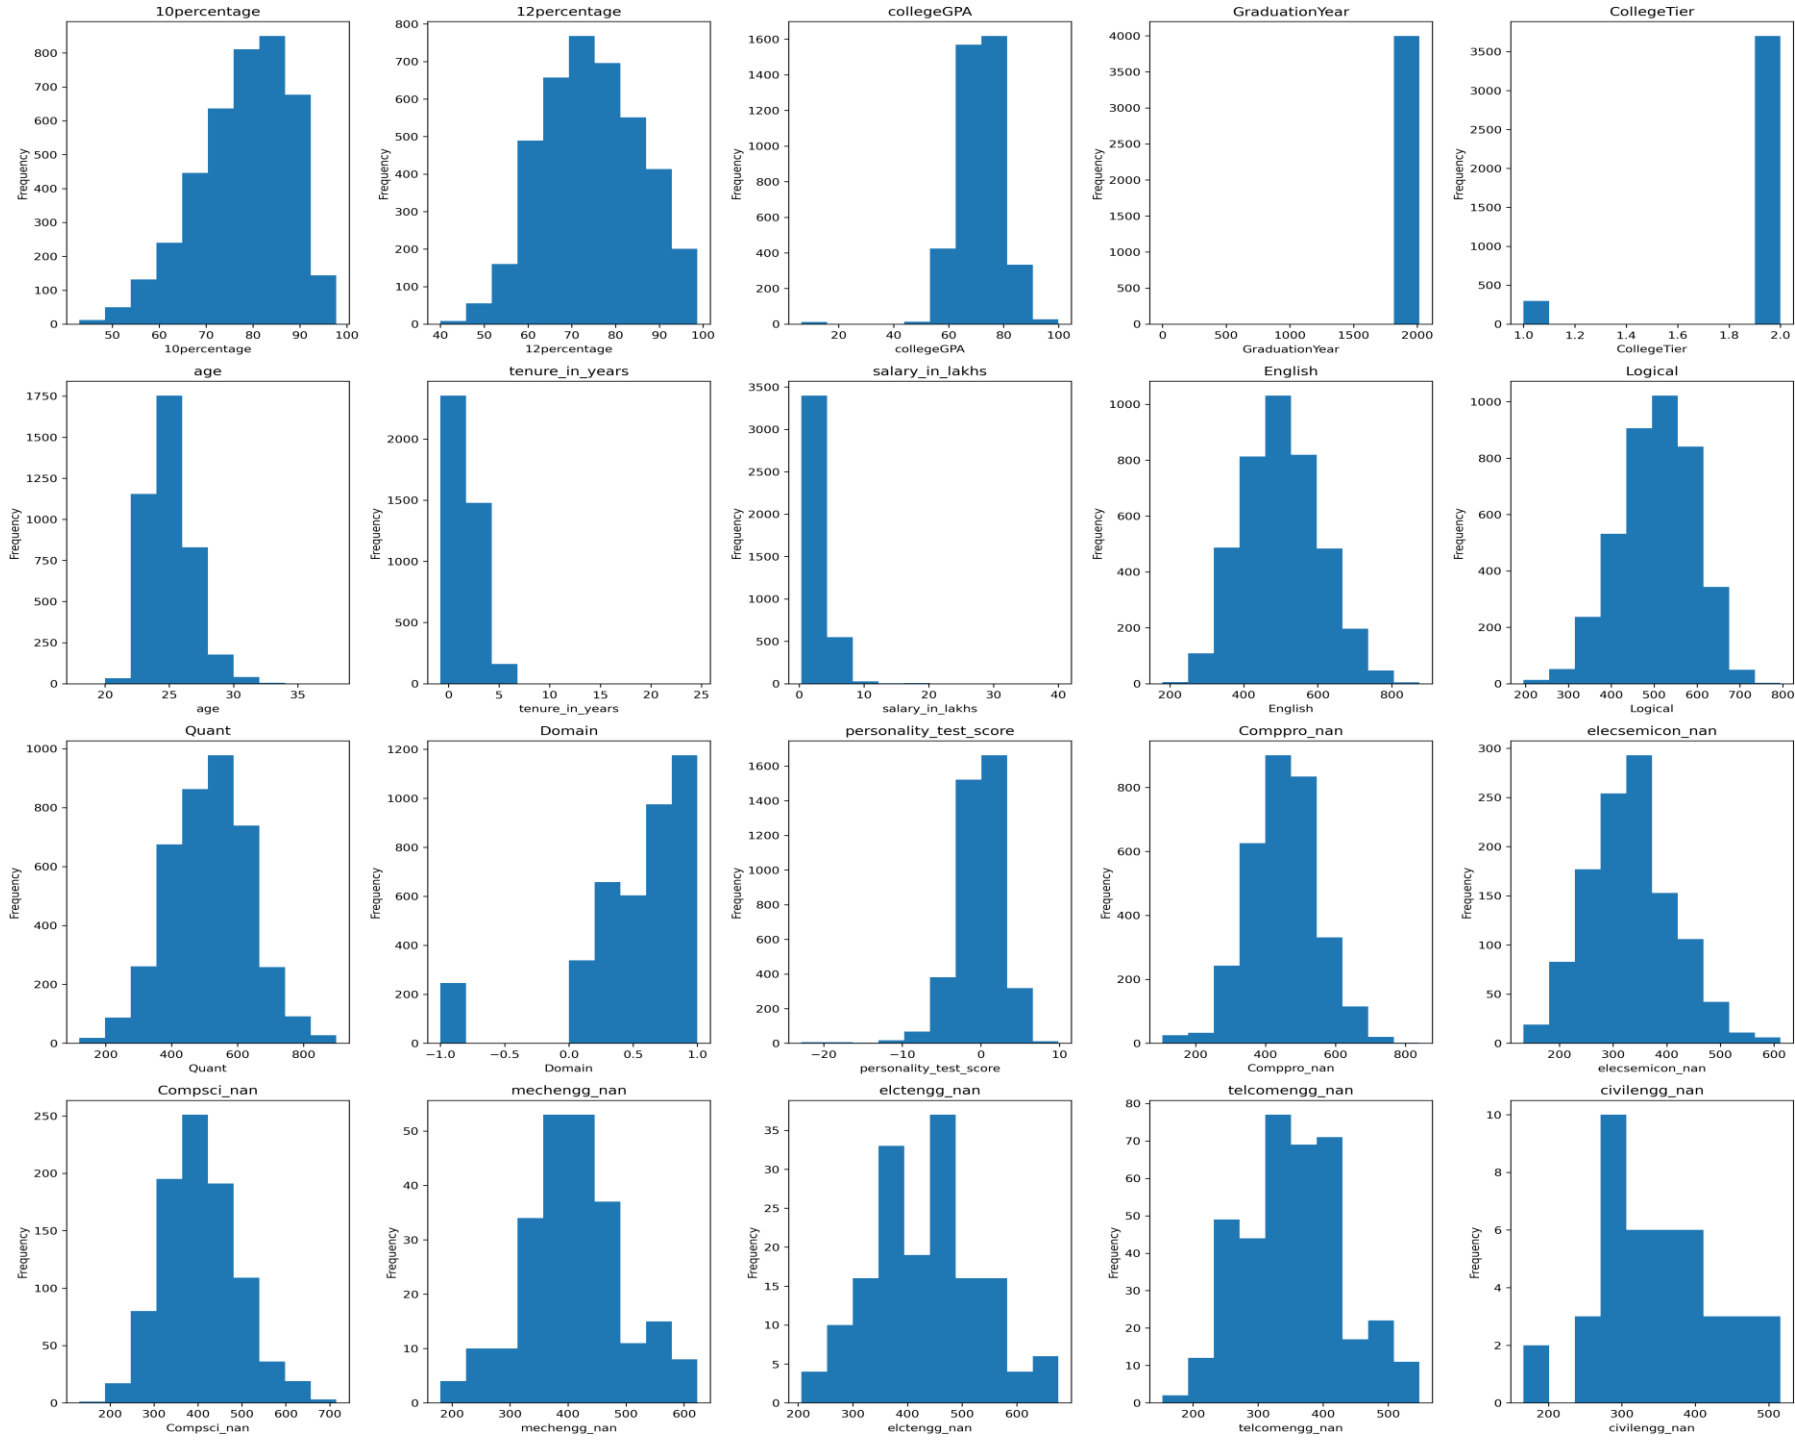 10percentage 12percentage collegeGPA GraduationYear CollegeTier
Frequency Frequency Frequency Frequency Frequency
800 700 600 500 400 300 200 100 0
50 60 70 80 90 100
10percentage
800 700 600 500 400 300 200 100 0
40 50 60 70 80 90 100
12percentage
1600 1400 1200 1000 800 600 400 200 0
20 40 60 80 100
collegeGPA
4000 3500 3000 2500 2000 1500 1000 500 0
0 500 1000 1500 2000
GraduationYear
3500 3000 2500 2000 1500 1000 500 0
1.0 1.2 1.4 1.6 1.8 2.0
CollegeTier
age tenure_in_years salary_in_lakhs English Logical
Frequency Frequency Frequency Frequency Frequency
1750 1500 1250 1000 750 500 250 0
20 25 30 35
age
2000 1500 1000 500 0
0 5 10 15 20 25
tenure_in_years
3500 3000 2500 2000 1500 1000 500 0
0 10 20 30 40
salary_in_lakhs
1000 800 600 400 200 0
200 400 600 800
English
1000 800 600 400 200 0
200 300 400 500 600 700 800
Logical
Quant Domain personality_test_score Comppro_nan elecsemicon_nan
Frequency Frequency Frequency Frequency Frequency
1000 800 600 400 200 0
200 400 600 800
Quant
1200 1000 800 600 400 200 0
−1.0 −0.5 0.0 0.5 1.0
Domain
1600 1400 1200 1000 800 600 400 200 0
−20 −10 0 10
personality_test_score
800 600 400 200 0
200 400 600 800
Comppro_nan
300 250 200 150 100 50 0
200 300 400 500 600
elecsemicon_nan
Compsci_nan mechengg_nan elctengg_nan telcomengg_nan civilengg_nan
Frequency Frequency Frequency Frequency Frequency
250 200 150 100 50 0
200 300 400 500 600 700
Compsci_nan
50 40 30 20 10 0
200 300 400 500 600
mechengg_nan
35 30 25 20 15 10 5 0
200 300 400 500 600
elctengg_nan
80 70 60 50 40 30 20 10 0
200 300 400 500
telcomengg_nan
10 8 6 4 2 0
200 300 400 500
civilengg_nan